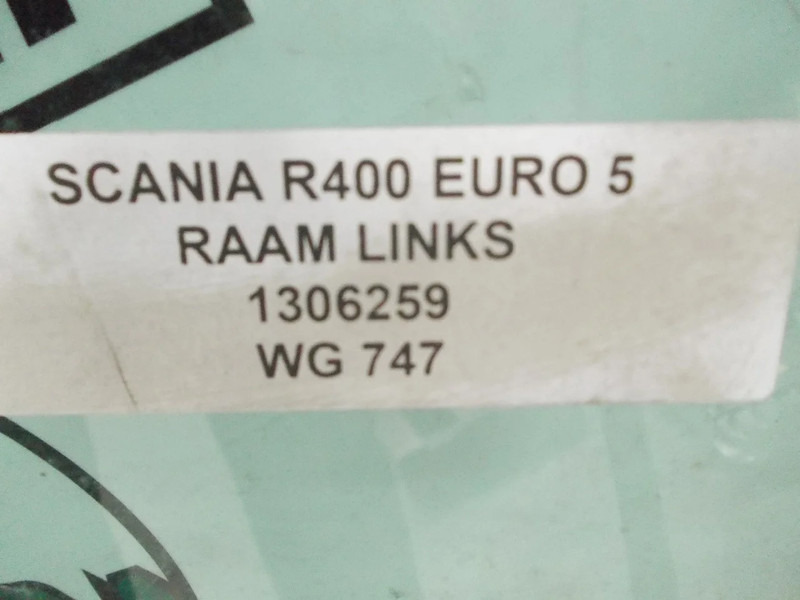 SCANIA R400 EURO 5
RAAM LINKS
1306259
WG 747